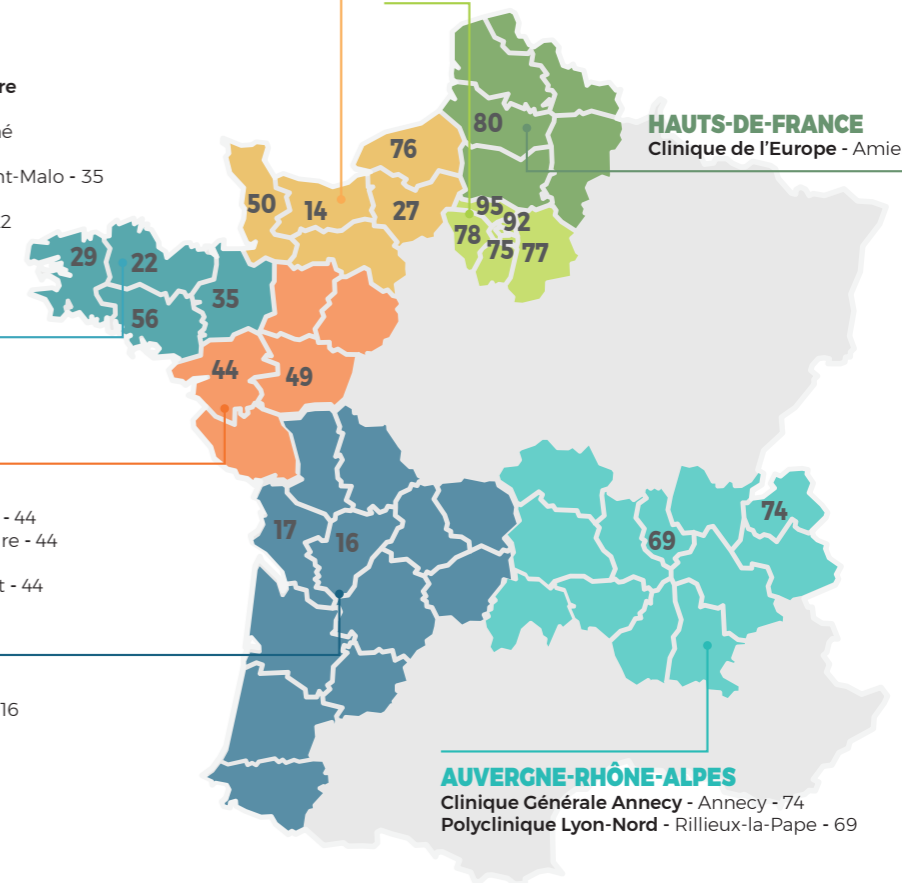 re
é
nt-Malo - 35
2
HAUTS-DE-FRANCE
Clinique de l'Europe - Amie
80
76
50
14
27
95
92
78
75
77
29
22
35
56
44
49
- 44
re - 44
t - 44
17
16
69
74
16
AUVERGNE-RHÔNE-ALPES
Clinique Générale Annecy - Annecy - 74
Polyclinique Lyon-Nord - Rillieux-la-Pape - 69